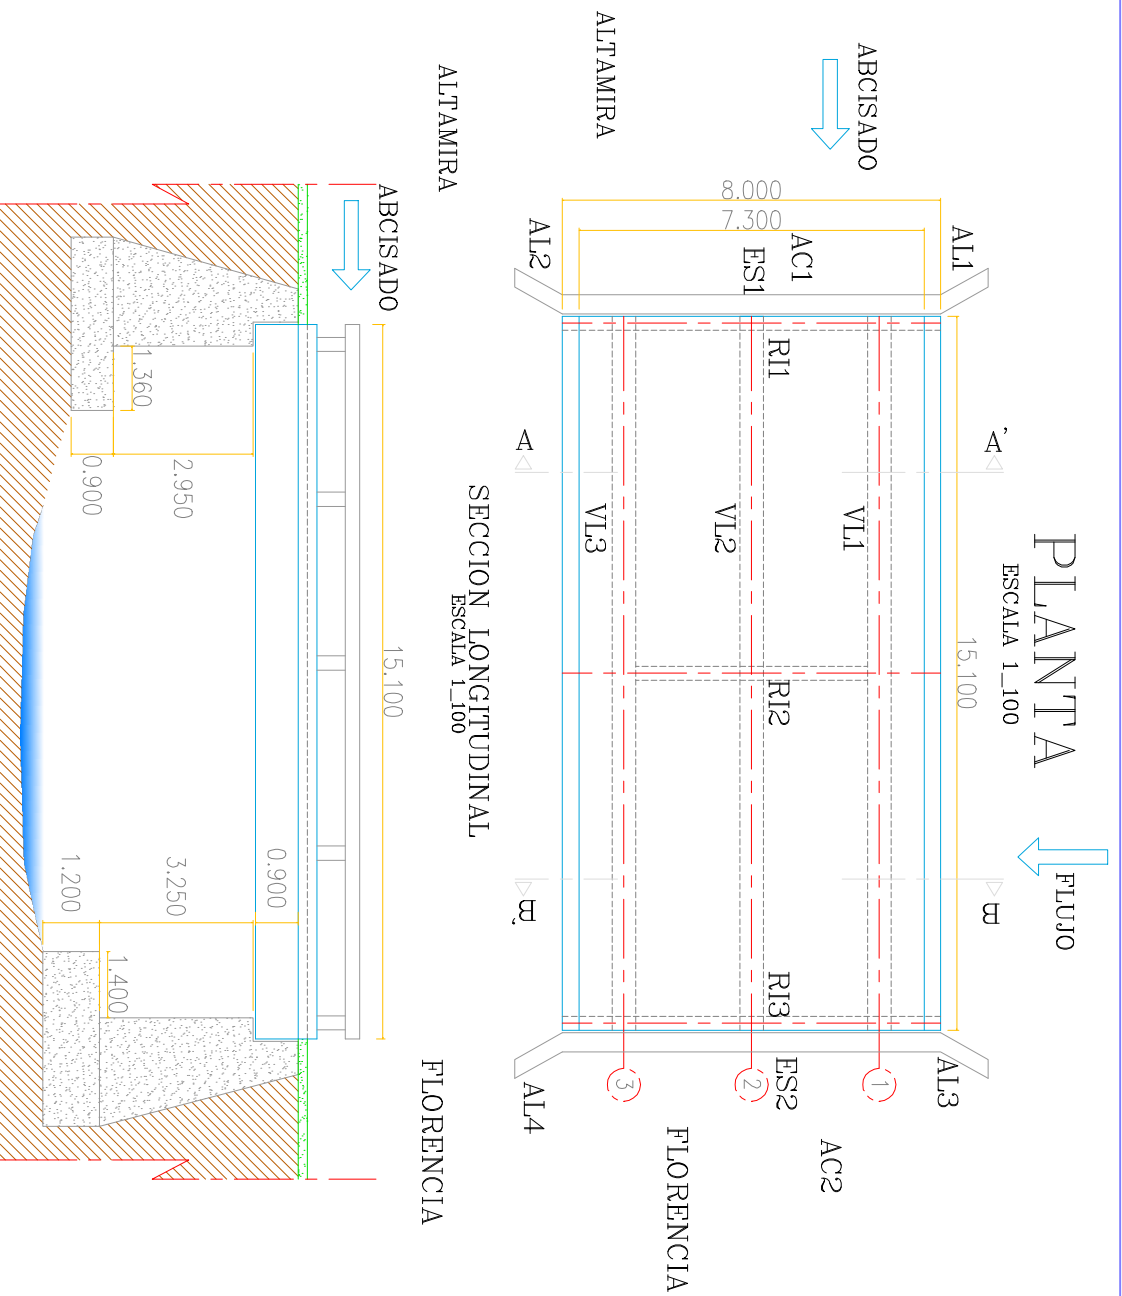 PLANTA
ESCALA 1_100
FLUJO
ABCISADO
ALTAMIRA
15.100
8.000
7.300
AL1
AL2
AC1
ES1
RI1
A'
A
VL1
VL2
VL3
RI2
B
B'
RI3
1
2
3
ES2
AL3
AL4
AC2
FLORENCIA
SECCION LONGITUDINAL
ESCALA 1_100
ALTAMIRA
ABCISADO
FLORENCIA
15.100
1.360
2.950
0.900
0.900
3.250
1.200
1.400